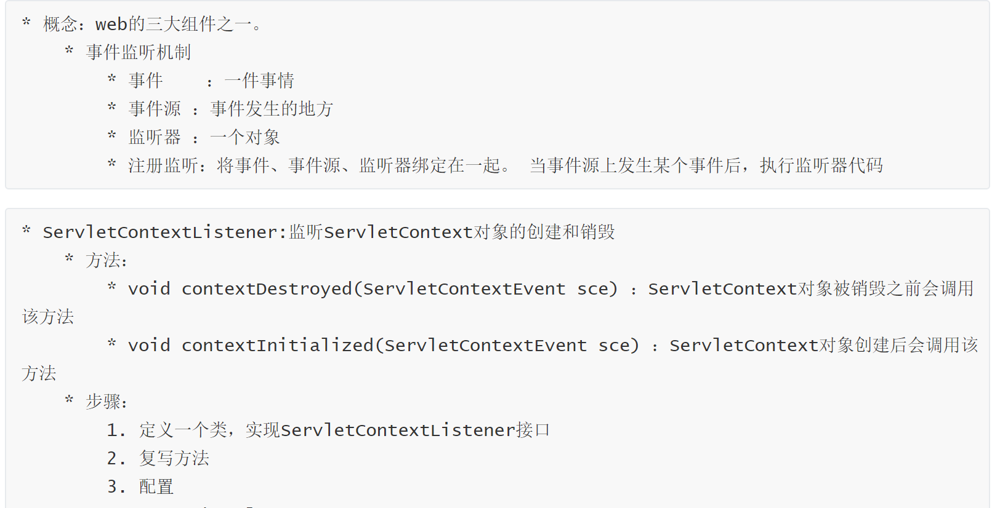 * 概念：web的三大组件之一。
* 事件监听机制
* 事件 ：一件事情
* 事件源 ：事件发生的地方
* 监听器 ：一个对象
* 注册监听：将事件、事件源、监听器绑定在一起。 当事件源上发生某个事件后，执行监听器代码
* ServletContextListener:监听ServletContext对象的创建和销毁
* 方法：
* void contextDestroyed(ServletContextEvent sce) ：ServletContext对象被销毁之前会调用
该方法
* void contextInitialized(ServletContextEvent sce) ：ServletContext对象创建后会调用该
方法
* 步骤：
1. 定义一个类，实现ServletContextListener接口
2. 复写方法
3. 配置